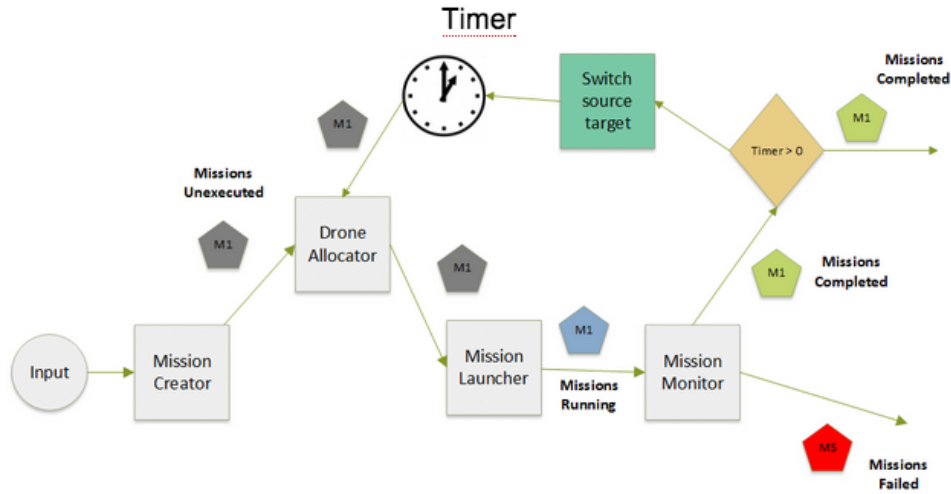 Timer
Missions
Completed
Switch
source
target
M1
M1
Timer > 0
Missions
Unexecuted
M1
Drone
Allocator
M1
Missions
Completed
M1
M1
Input
Mission
Creator
Mission
Launcher
Missions
Running
Mission
Monitor
M5
Missions
Failed